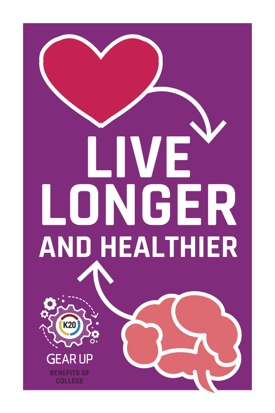 LIVE
LONGER
AND HEALTHIER
K20
GEAR UP
BENEFITS OF
COLLEGE